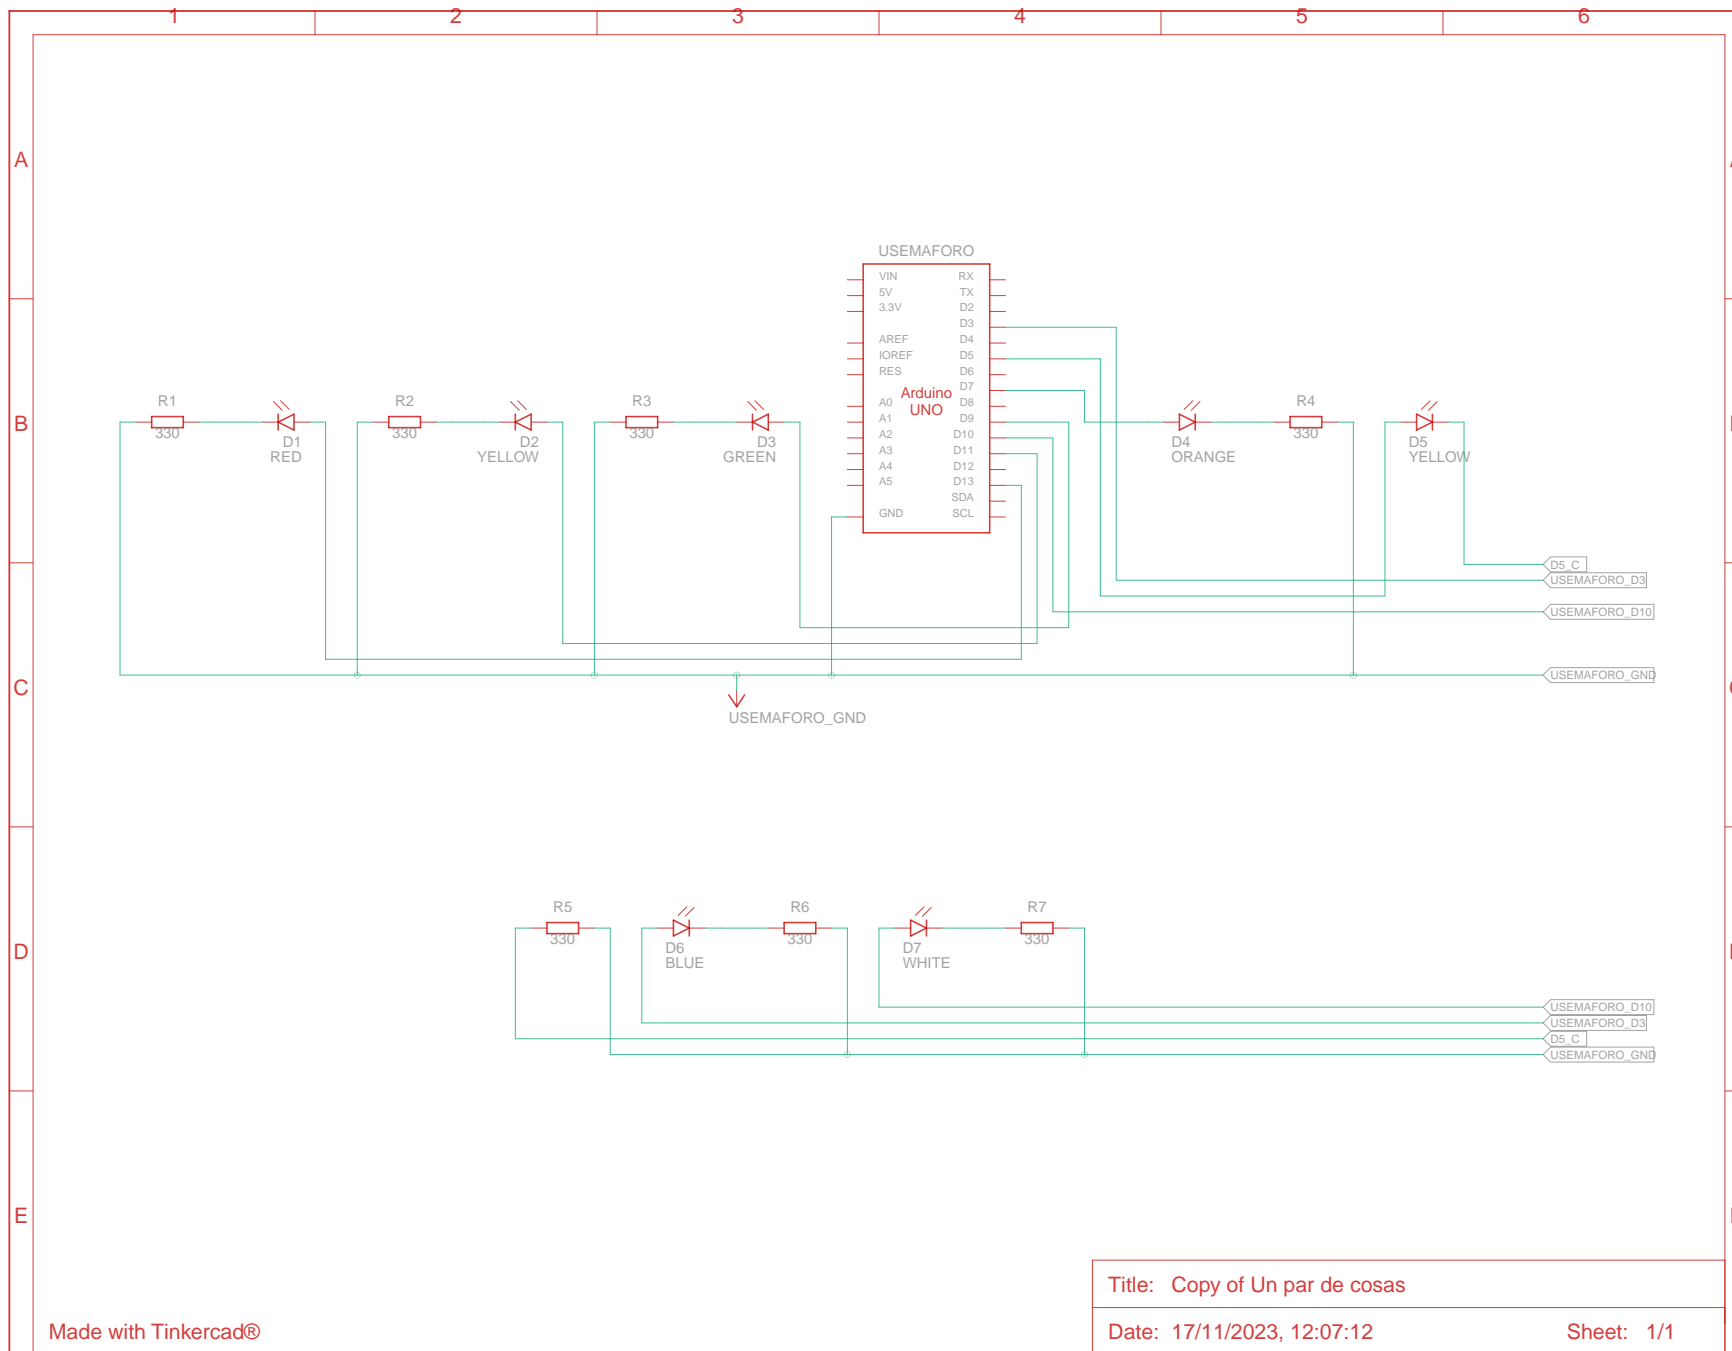 1 2 3 4 5 6
A
USEMAFORO
VIN RX
5V TX
3.3V D2
D3
AREF D4
IOREF D5
RES D6
D7
Arduino
UNO
A0 D8
A1 D9
A2 D10
A3 D11
A4 D12
A5 D13
SDA
GND SCL
B
R1
330
D1
RED
R2
330
D2
YELLOW
R3
330
D3
GREEN
D4
ORANGE
R4
330
D5
YELLOW
D5_C
USEMAFORO_D3
USEMAFORO_D10
C
USEMAFORO_GND
USEMAFORO_GND
D
R5
330
D6
BLUE
R6
330
D7
WHITE
R7
330
USEMAFORO_D10
USEMAFORO_D3
D5_C
USEMAFORO_GND
E
Title: Copy of Un par de cosas
Made with Tinkercad®
Date: 17/11/2023, 12:07:12 Sheet: 1/1